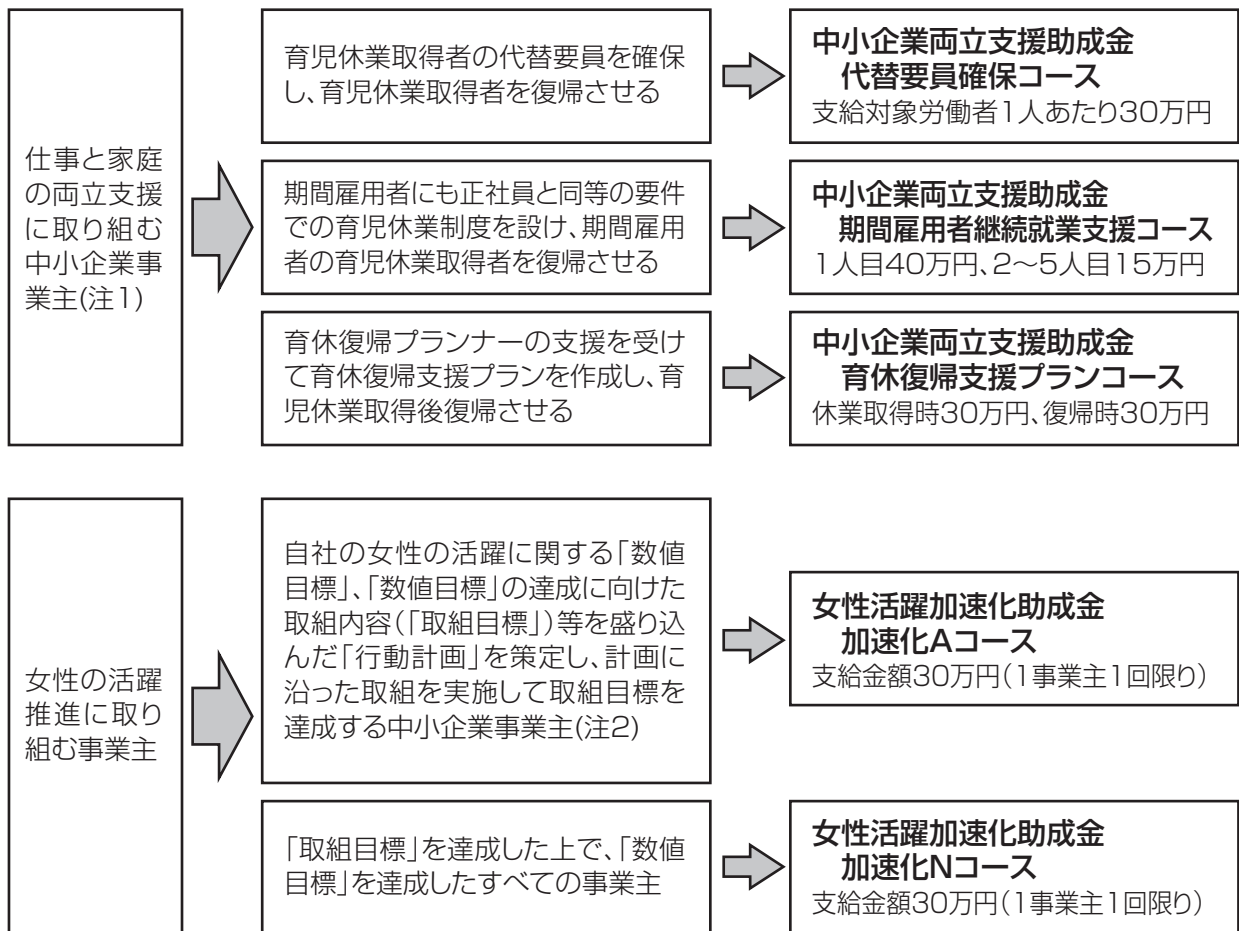 仕事と家庭
の両立支援
に取り組む
中小企業事
業主(注1)
育児休業取得者の代替要員を確保
し、育児休業取得者を復帰させる
中小企業両立支援助成金
代替要員確保コース
支給対象労働者1人あたり30万円
期間雇用者にも正社員と同等の要件
での育児休業制度を設け、期間雇用
者の育児休業取得者を復帰させる
中小企業両立支援助成金
期間雇用者継続就業支援コース
1人目40万円、2〜5人目15万円
育休復帰プランナーの支援を受け
て育休復帰支援プランを作成し、育
児休業取得後復帰させる
中小企業両立支援助成金
育休復帰支援プランコース
休業取得時30万円、復帰時30万円
女性の活躍
推進に取り
組む事業主
自社の女性の活躍に関する「数値
目標」、「数値目標」の達成に向けた
取組内容(「取組目標」)等を盛り込
んだ「行動計画」を策定し、計画に
沿った取組を実施して取組目標を
達成する中小企業事業主(注2)
女性活躍加速化助成金
加速化Aコース
支給金額30万円(1事業主1回限り)
「取組目標」を達成した上で、「数値
目標」を達成したすべての事業主
女性活躍加速化助成金
加速化Nコース
支給金額30万円(1事業主1回限り)